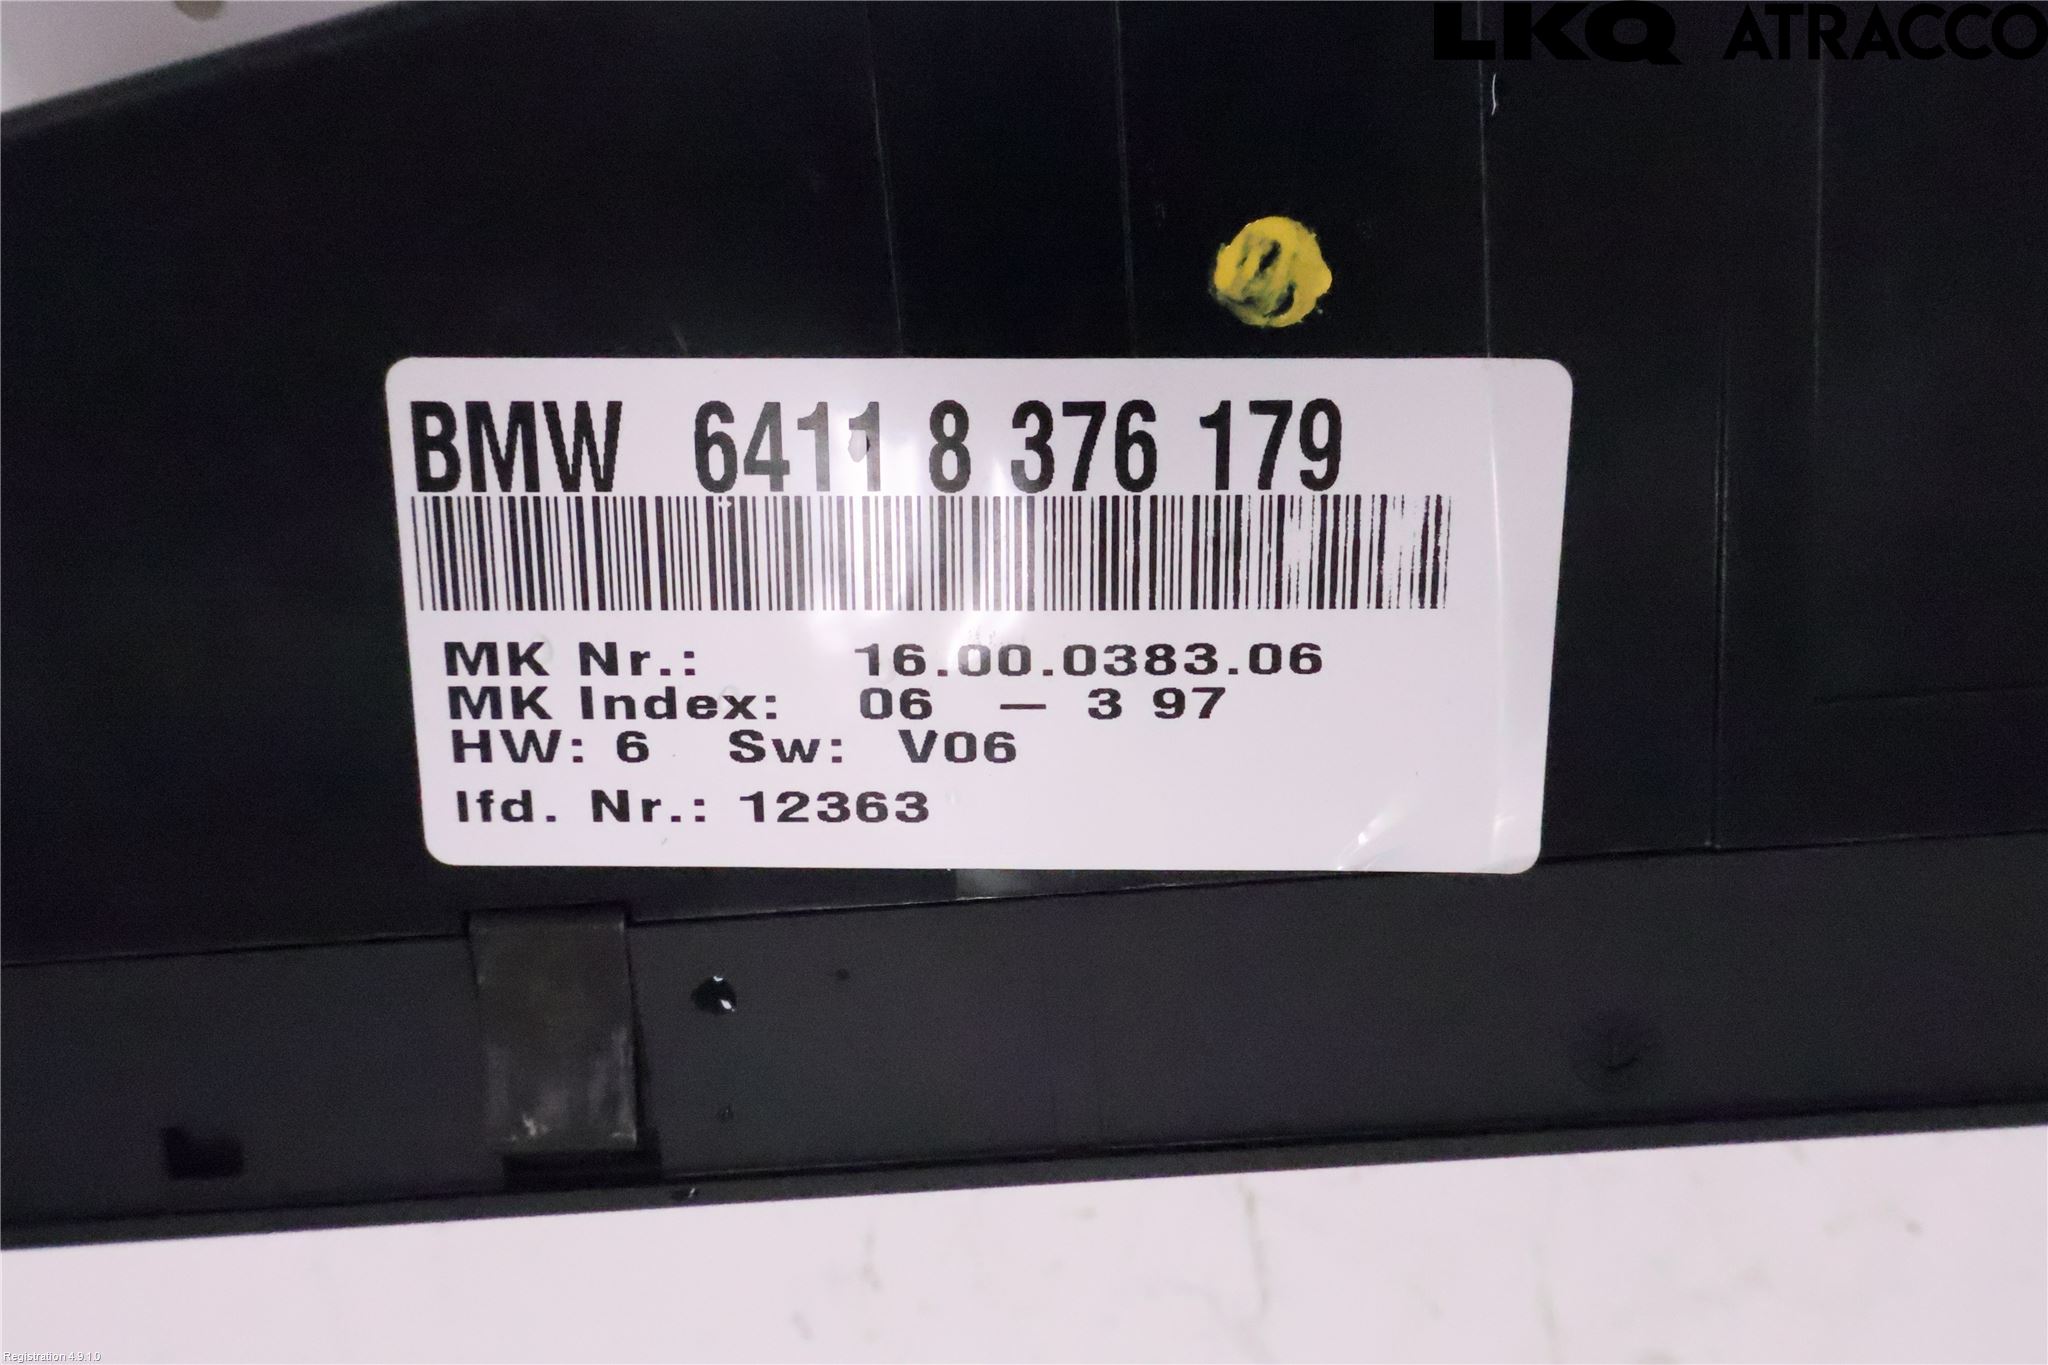 LKQ ATRACCO
BMW 6411 8 376 179
MK Nr.: 16.00.0383.06
MK Index: 06 — 3 97
HW: 6 Sw: V06
lfd. Nr.: 12363
Registration 4.9.1.0